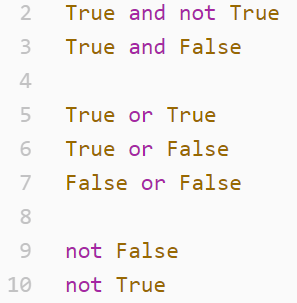 2 True and not True
3 True and False
4
5 True or True
6 True or False
7 False or False
8
9 not False
10 not True